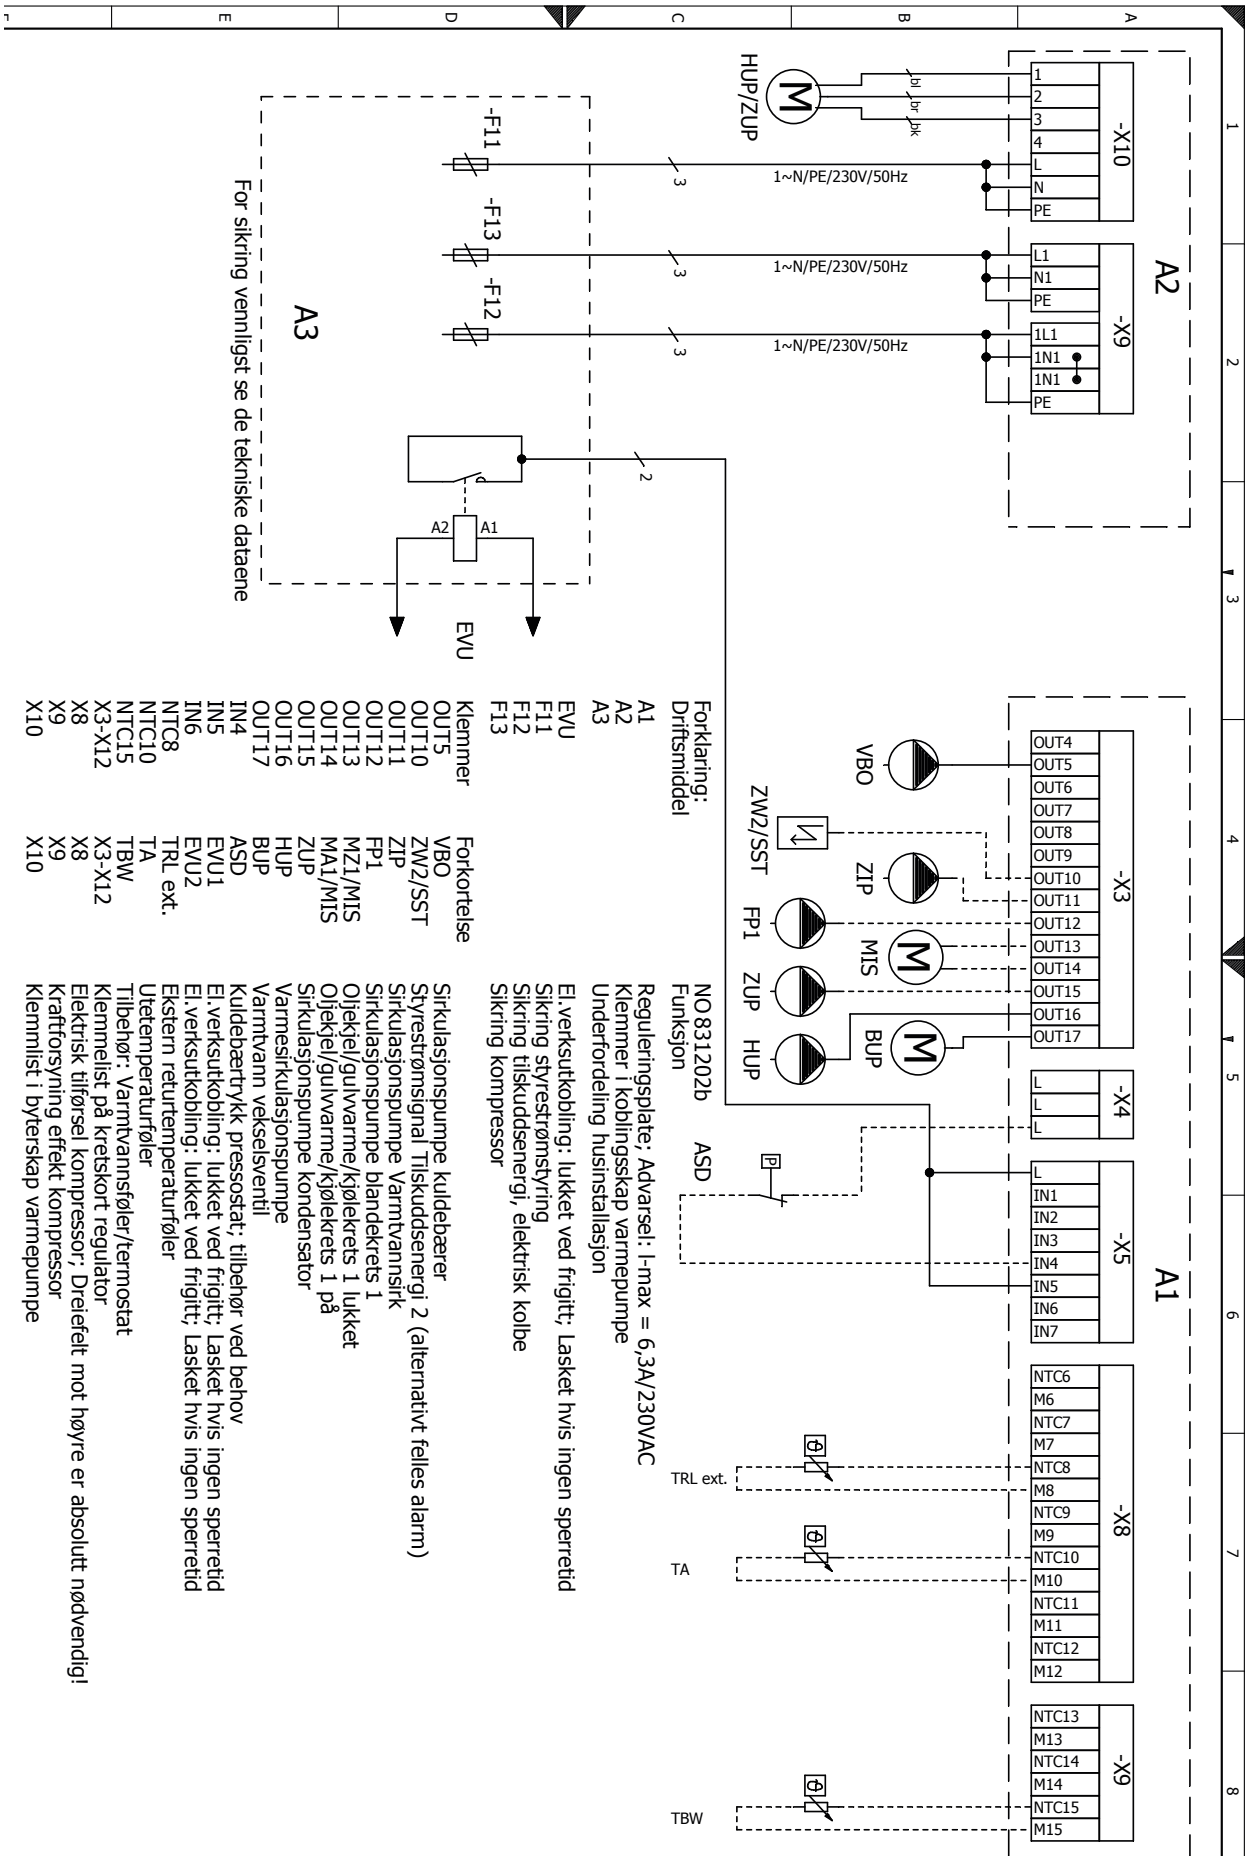 1
2
3
4
5
6
7
8
A
B
C
D
E
A2
-X10
1
2
3
4
L
N
PE
-X9
L1
N1
PE
1L1
1N1
1N1
PE
bl
br
bk
HUP/ZUP
M
1~N/PE/230V/50Hz
1~N/PE/230V/50Hz
1~N/PE/230V/50Hz
3
3
3
2
-F11
-F13
-F12
A3
A2
A1
EVU
For sikring vennligst se de tekniske dataene
A1
-X3
OUT4
OUT5
OUT6
OUT7
OUT8
OUT9
OUT10
OUT11
OUT12
OUT13
OUT14
OUT15
OUT16
OUT17
-X4
L
L
L
-X5
L
IN1
IN2
IN3
IN4
IN5
IN6
IN7
-X8
NTC6
M6
NTC7
M7
NTC8
M8
NTC9
M9
NTC10
M10
NTC11
M11
NTC12
M12
-X9
NTC13
M13
NTC14
M14
NTC15
M15
VBO
ZW2/SST
ZIP
FP1
MIS
M
ZUP
HUP
BUP
M
ASD
P
TRL ext.
ϑ
TA
ϑ
TBW
ϑ
Forklaring: NO 831202b
Driftsmiddel Funksjon
A1 Reguleringsplate; Advarsel: I-max = 6,3A/230VAC
A2 Klemmer i koblingsskap varmepumpe
A3 Underfordeling husinstallasjon
EVU El.verksutkobling: lukket ved frigitt; Lasket hvis ingen sperretid
F11 Sikring styrestrømstyring
F12 Sikring tilskuddsenergi, elektrisk kolbe
F13 Sikring kompressor
Klemmer Forkortelse
OUT5 VBO Sirkulasjonspumpe kuldebærer
OUT10 ZW2/SST Styrestrømsignal Tilskuddsenergi 2 (alternativt felles alarm)
OUT11 ZIP Sirkulasjonspumpe Varmtvannsirk
OUT12 FP1 Sirkulasjonspumpe blandekrets 1
OUT13 MZ1/MIS Oljekjel/gulvvarme/kjølekrets 1 lukket
OUT14 MA1/MIS Oljekjel/gulvvarme/kjølekrets 1 på
OUT15 ZUP Sirkulasjonspumpe kondensator
OUT16 HUP Varmesirkulasjonpumpe
OUT17 BUP Varmtvann vekselsventil
IN4 ASD Kuldebærtnykk pressostat; tilbehør ved behov
IN5 EVU1 El.verksutkobling: lukket ved frigitt; Lasket hvis ingen sperretid
IN6 EVU2 El.verksutkobling: lukket ved frigitt; Lasket hvis ingen sperretid
NTC8 TRL ext. Ekstern returtemperaturføler
NTC10 TA Utetemperaturføler
NTC15 TBW Tilbehør: Varmtvannsføler/termostat
X3-X12 X3-X12 Klemmelist på kretskort regulator
X8 X8 Elektrisk tilførsel kompressor; Dreiefelt mot høyre er absolutt nødvendig!
X9 X9 Kraftforsyning effekt kompressor
X10 X10 Klemmlist i byterskap varmepumpe